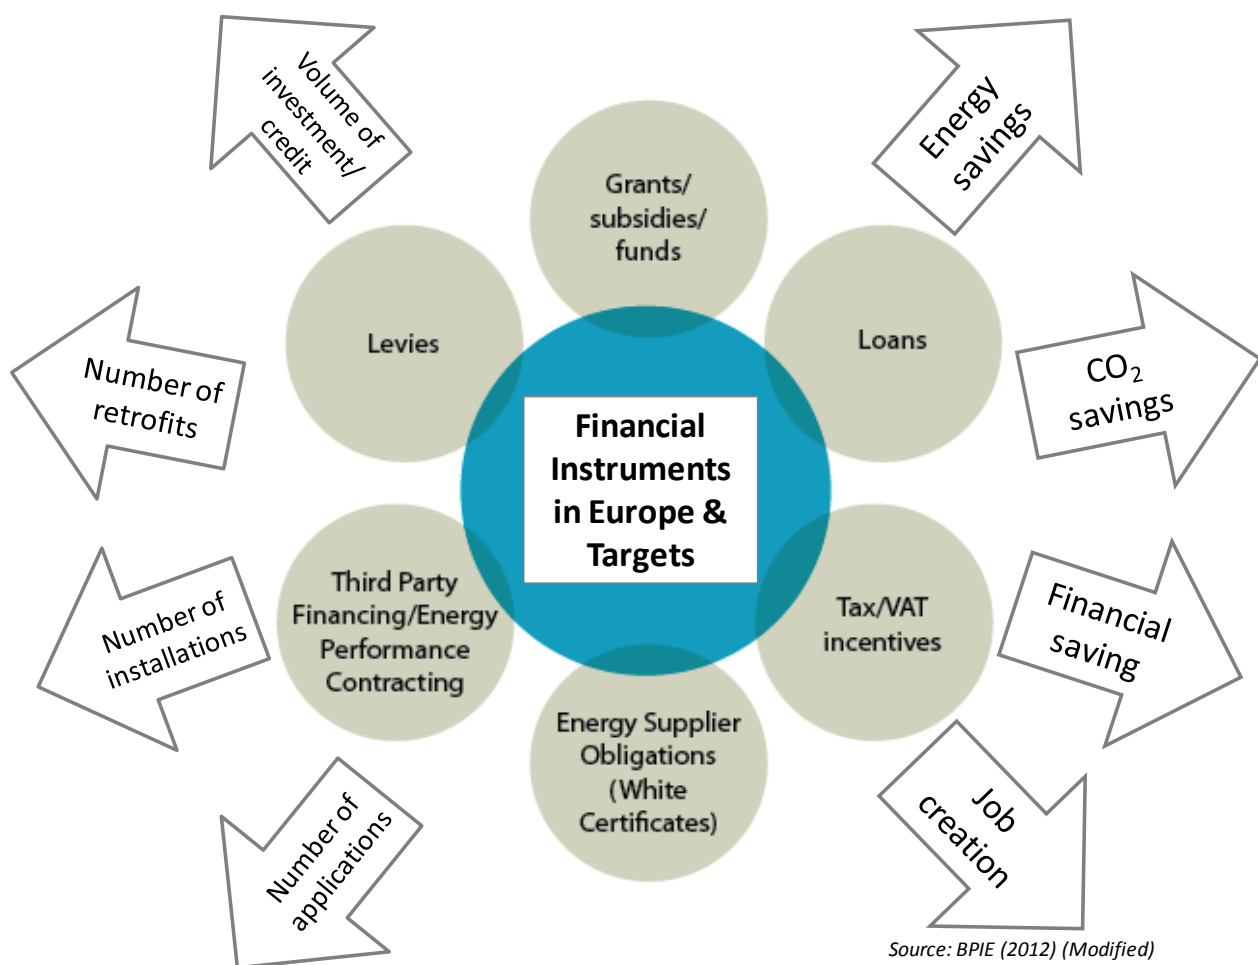 Volume of
investment/
credit
Energy
savings
Grants/
subsidies/
funds
Levies
Loans
Number of
retrofits
CO₂
savings
Financial
Instruments
in Europe &
Targets
Number of
installations
Third Party
Financing/Energy
Performance
Contracting
Tax/VAT
incentives
Financial
saving
Energy Supplier
Obligations
(White
Certificates)
Number of
applications
Job
creation
Source: BPIE (2012) (Modified)